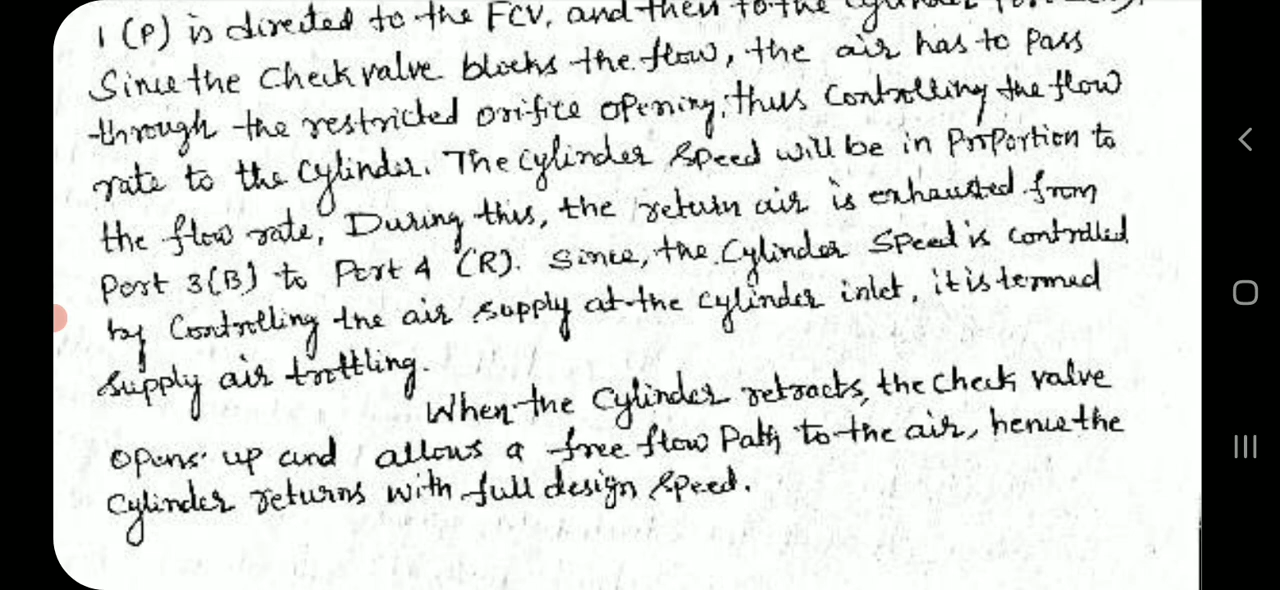 1 (P) is directed to the FCV, and then to the cylinder
Since the Check valve blocks the flow, the air has to pass
through the restricted orifice opening, thus Controlling the flow
rate to the Cylinder. The Cylinder Speed will be in Proportion to
the flow rate, During this, the return air is exhausted from
Port 3(B) to Port 4 (R). Since, the Cylinder Speed is controlled
by Controlling the air supply at the cylinder inlet, it is termed
supply air trottling.
When the Cylinder retracts, the Check valve
Opens up and allows a free flow Path to the air, hence the
Cylinder returns with full design Speed.